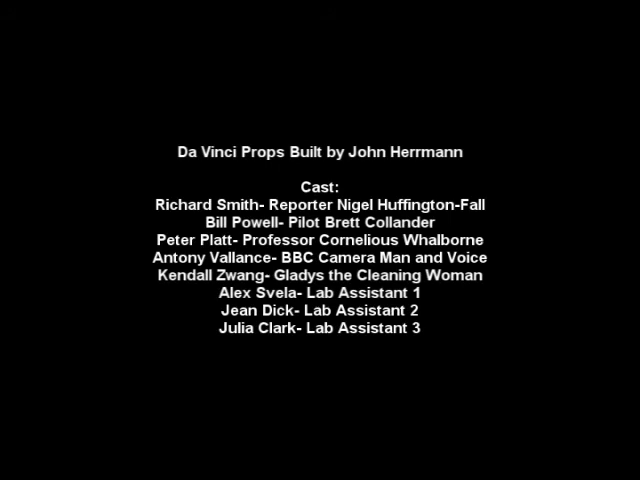 Da Vinci Props Built by John Herrmann
Cast:
Richard Smith- Reporter Nigel Huffington-Fall
Bill Powell- Pilot Brett Collander
Peter Platt- Professor Cornelious Whalborne
Antony Vallance- BBC Camera Man and Voice
Kendall Zwang- Gladys the Cleaning Woman
Alex Svela- Lab Assistant 1
Jean Dick- Lab Assistant 2
Julia Clark- Lab Assistant 3